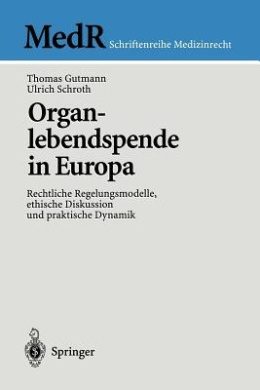 MedR Schriftenreihe Medizinrecht
Thomas Gutmann
Ulrich Schroth
Organ-
lebendspende
in Europa
Rechtliche Regelungsmodelle,
ethische Diskussion
und praktische Dynamik
Springer